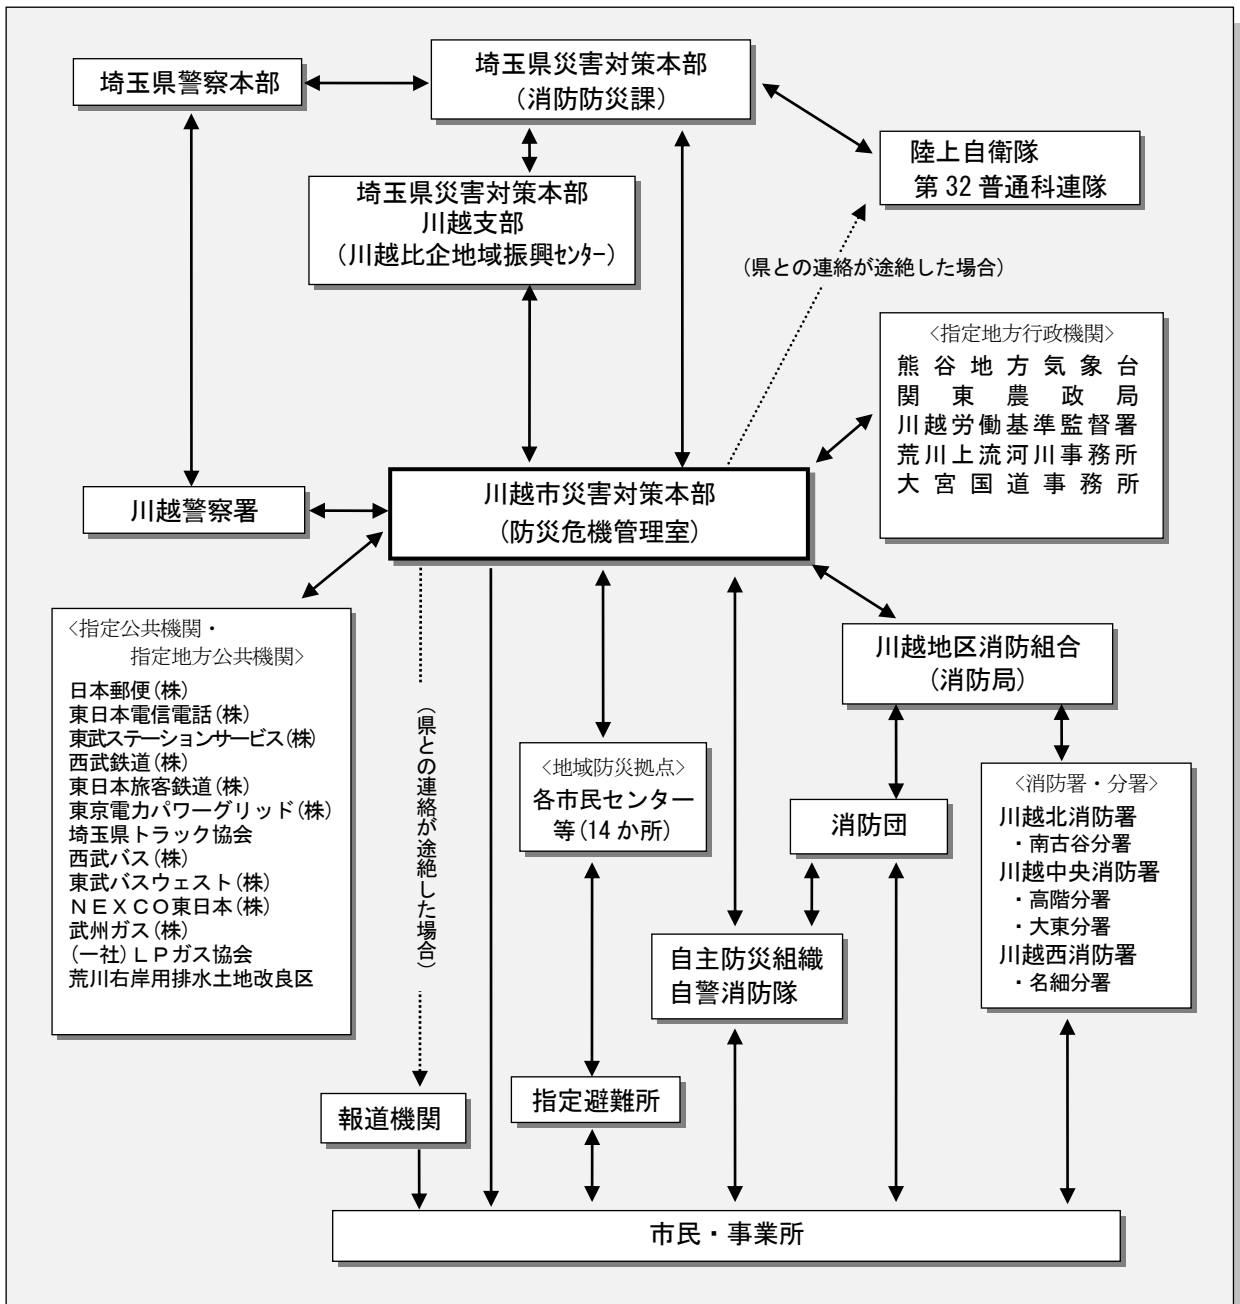 埼玉県警察本部
埼玉県災害対策本部
(消防防災課)
陸上自衛隊
第32普通科連隊
埼玉県災害対策本部
川越支部
(川越比企地域振興ｾﾝﾀｰ)
(県との連絡が途絶した場合)
<指定地方行政機関>
熊谷地方気象台
関東農政局
川越労働基準監督署
荒川上流河川事務所
大宮国道事務所
川越警察署
川越市災害対策本部
(防災危機管理室)
<指定公共機関・
指定地方公共機関>
日本郵便(株)
東日本電信電話(株)
東武ステーションサービス(株)
西武鉄道(株)
東日本旅客鉄道(株)
東京電力パワーグリッド(株)
埼玉県トラック協会
西武バス(株)
東武バスウェスト(株)
ＮＥＸＣＯ東日本(株)
武州ガス(株)
(一社)ＬＰガス協会
荒川右岸用排水土地改良区
(県との連絡が途絶した場合)
川越地区消防組合
(消防局)
<地域防災拠点>
各市民センター
等(14か所)
消防団
<消防署・分署>
川越北消防署
・南古谷分署
川越中央消防署
・高階分署
・大東分署
川越西消防署
・名細分署
自主防災組織
自警消防隊
報道機関
指定避難所
市民・事業所